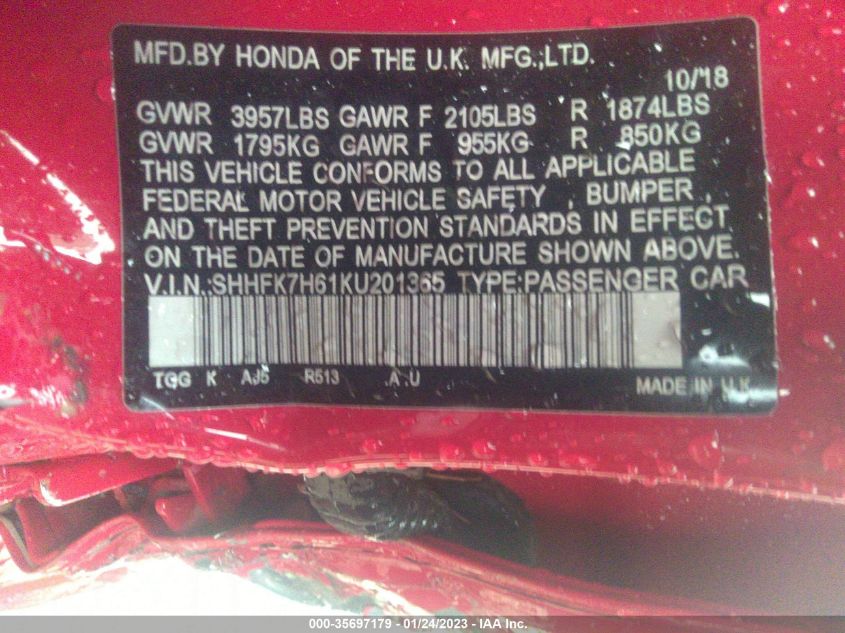 MFD.BY HONDA OF THE U.K. MFG.;LTD.
10/18
GVWR 3957LBS GAWR F 2105LBS R 1874LBS
GVWR 1795KG GAWR F 955KG R 850KG
THIS VEHICLE CONFORMS TO ALL APPLICABLE
FEDERAL MOTOR VEHICLE SAFETY , BUMPER ,
AND THEFT PREVENTION STANDARDS IN EFFECT
ON THE DATE OF MANUFACTURE SHOWN ABOVE.
V.I.N.:SHHFK7H61KU201365 TYPE:PASSENGER CAR
TGG K AJ5 R513 A U MADE IN U.K.
000-35697179 - 01/24/2023 - IAA Inc.